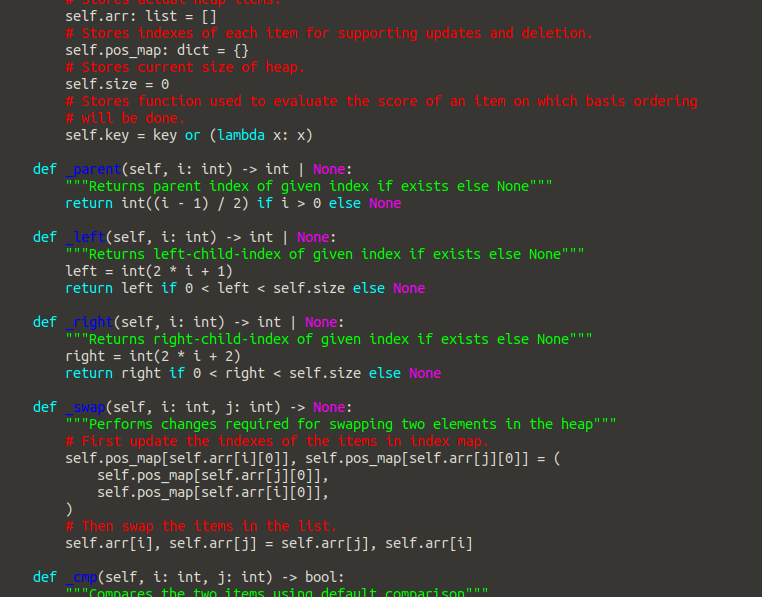 # Stores actual heap items.
self.arr: list = []
# Stores indexes of each item for supporting updates and deletion.
self.pos_map: dict = {}
# Stores current size of heap.
self.size = 0
# Stores function used to evaluate the score of an item on which basis ordering
# will be done.
self.key = key or (lambda x: x)
def _parent(self, i: int) -> int | None:
"""Returns parent index of given index if exists else None"""
return int((i - 1) / 2) if i > 0 else None
def _left(self, i: int) -> int | None:
"""Returns left-child-index of given index if exists else None"""
left = int(2 * i + 1)
return left if 0 < left < self.size else None
def _right(self, i: int) -> int | None:
"""Returns right-child-index of given index if exists else None"""
right = int(2 * i + 2)
return right if 0 < right < self.size else None
def _swap(self, i: int, j: int) -> None:
"""Performs changes required for swapping two elements in the heap"""
# First update the indexes of the items in index map.
self.pos_map[self.arr[i][0]], self.pos_map[self.arr[j][0]] = (
self.pos_map[self.arr[j][0]],
self.pos_map[self.arr[i][0]],
)
# Then swap the items in the list.
self.arr[i], self.arr[j] = self.arr[j], self.arr[i]
def _cmp(self, i: int, j: int) -> bool:
"""Compares the two items using default comparison"""